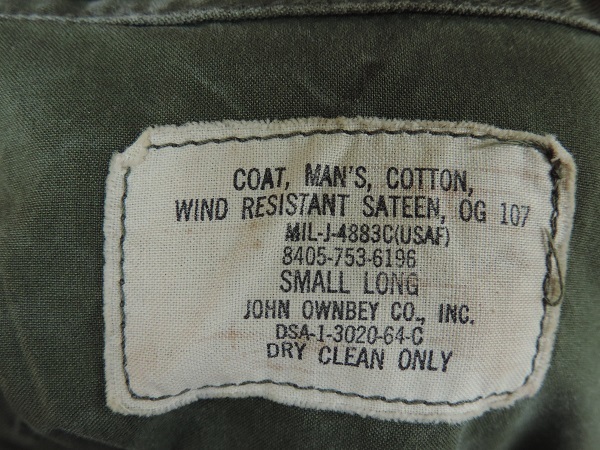 COAT, MAN'S, COTTON,
WIND RESISTANT SATEEN, OG 107
MIL-J-4883C(USAF)
8405-753-6196
SMALL LONG
JOHN OWNBEY CO., INC.
DSA-1-3020-64-C
DRY CLEAN ONLY